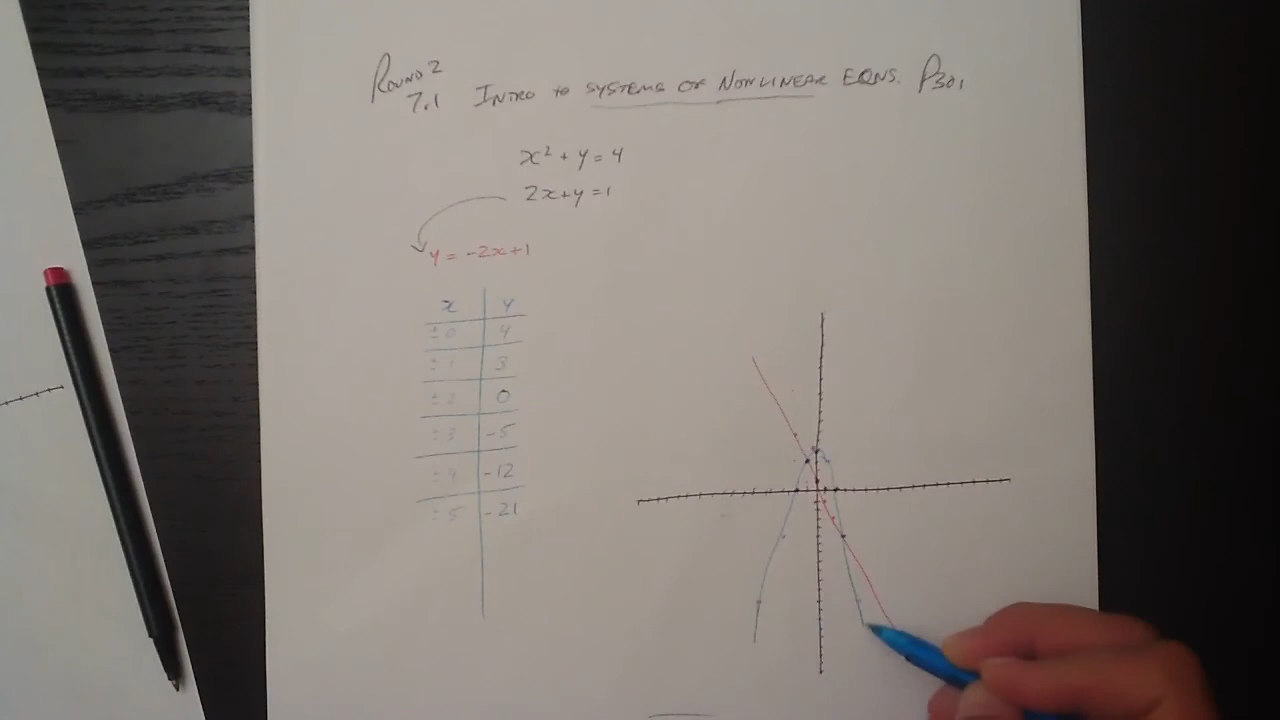 ROUND 2
7.1 INTRO to SYSTEMS OF NONLINEAR EQNS. P301
x² + y = 4
2x+y=1
y = -2x+1
x y
±0 4
±1 3
±2 0
±3 -5
±4 -12
±5 -21